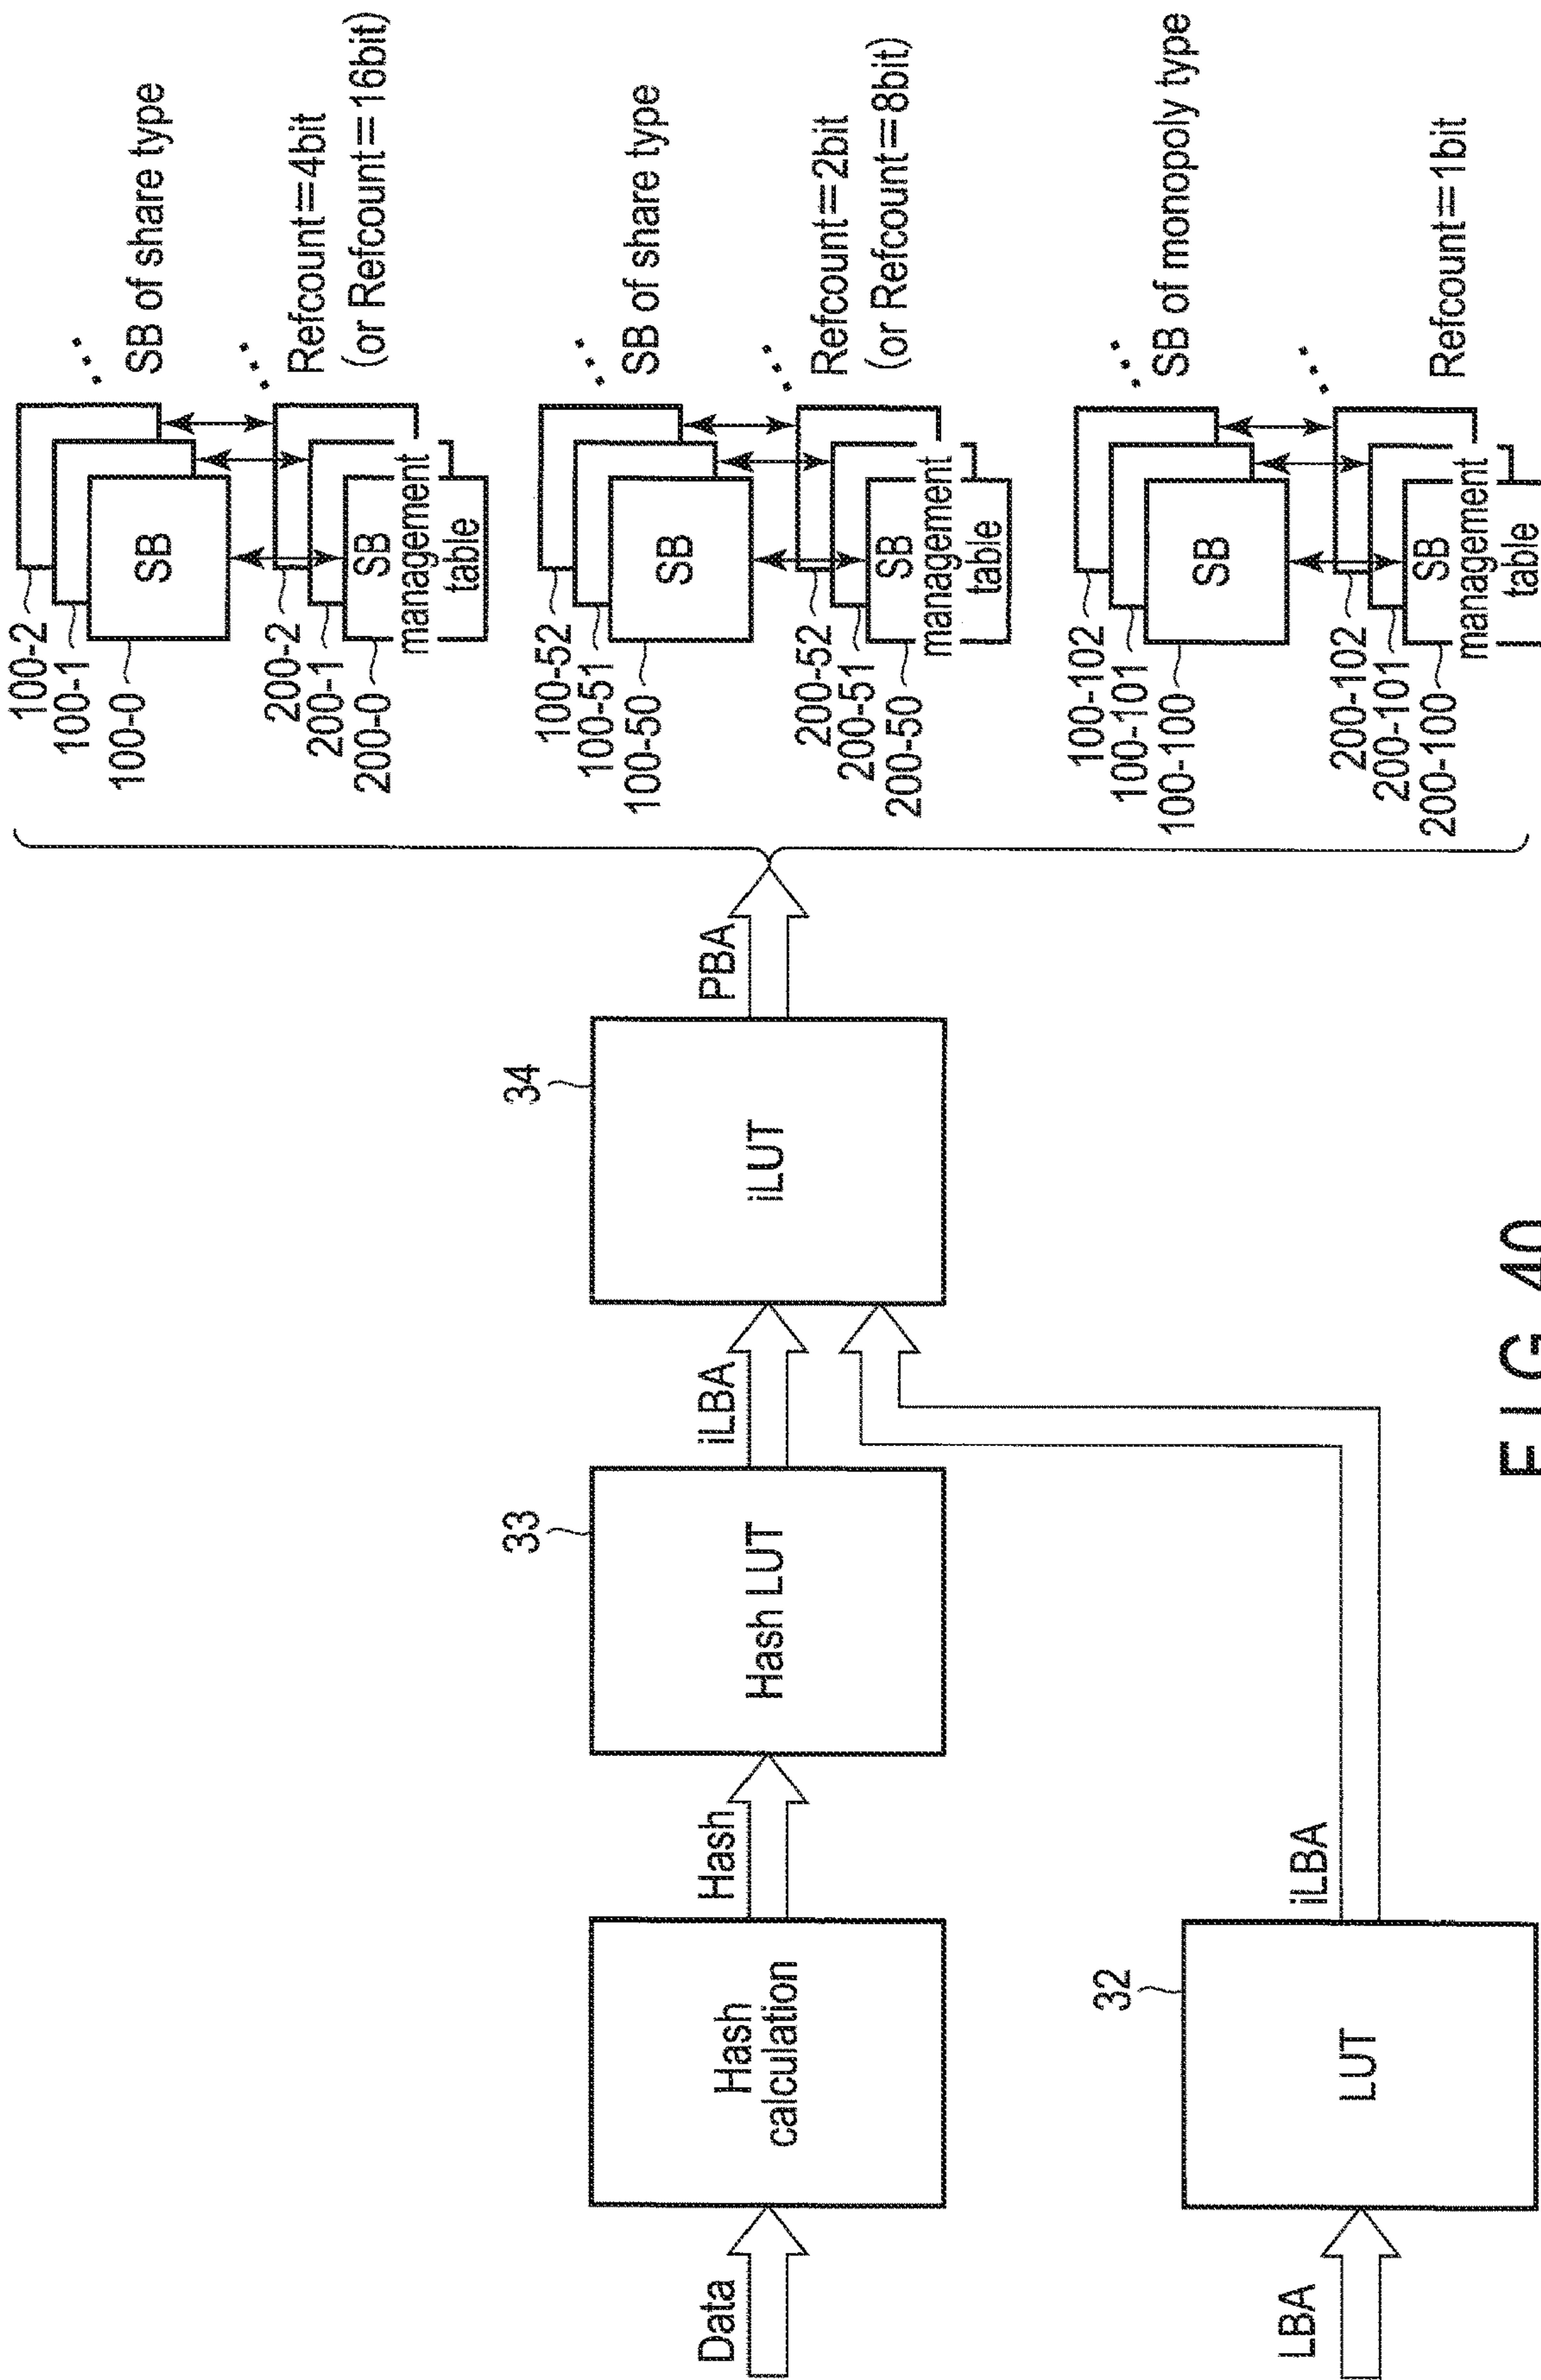 Data
Hash
calculation
Hash
33
Hash LUT
iLBA
34
iLUT
PBA
LBA
32
LUT
iLBA
100-2
100-1
100-0
SB
SB of share type
200-2
200-1
200-0
SB
management
table
Refcount=4bit
(or Refcount=16bit)
100-52
100-51
100-50
SB
SB of share type
200-52
200-51
200-50
SB
management
table
Refcount=2bit
(or Refcount=8bit)
100-102
100-101
100-100
SB
SB of monopoly type
200-102
200-101
200-100
SB
management
table
Refcount=1bit
F I G. 40